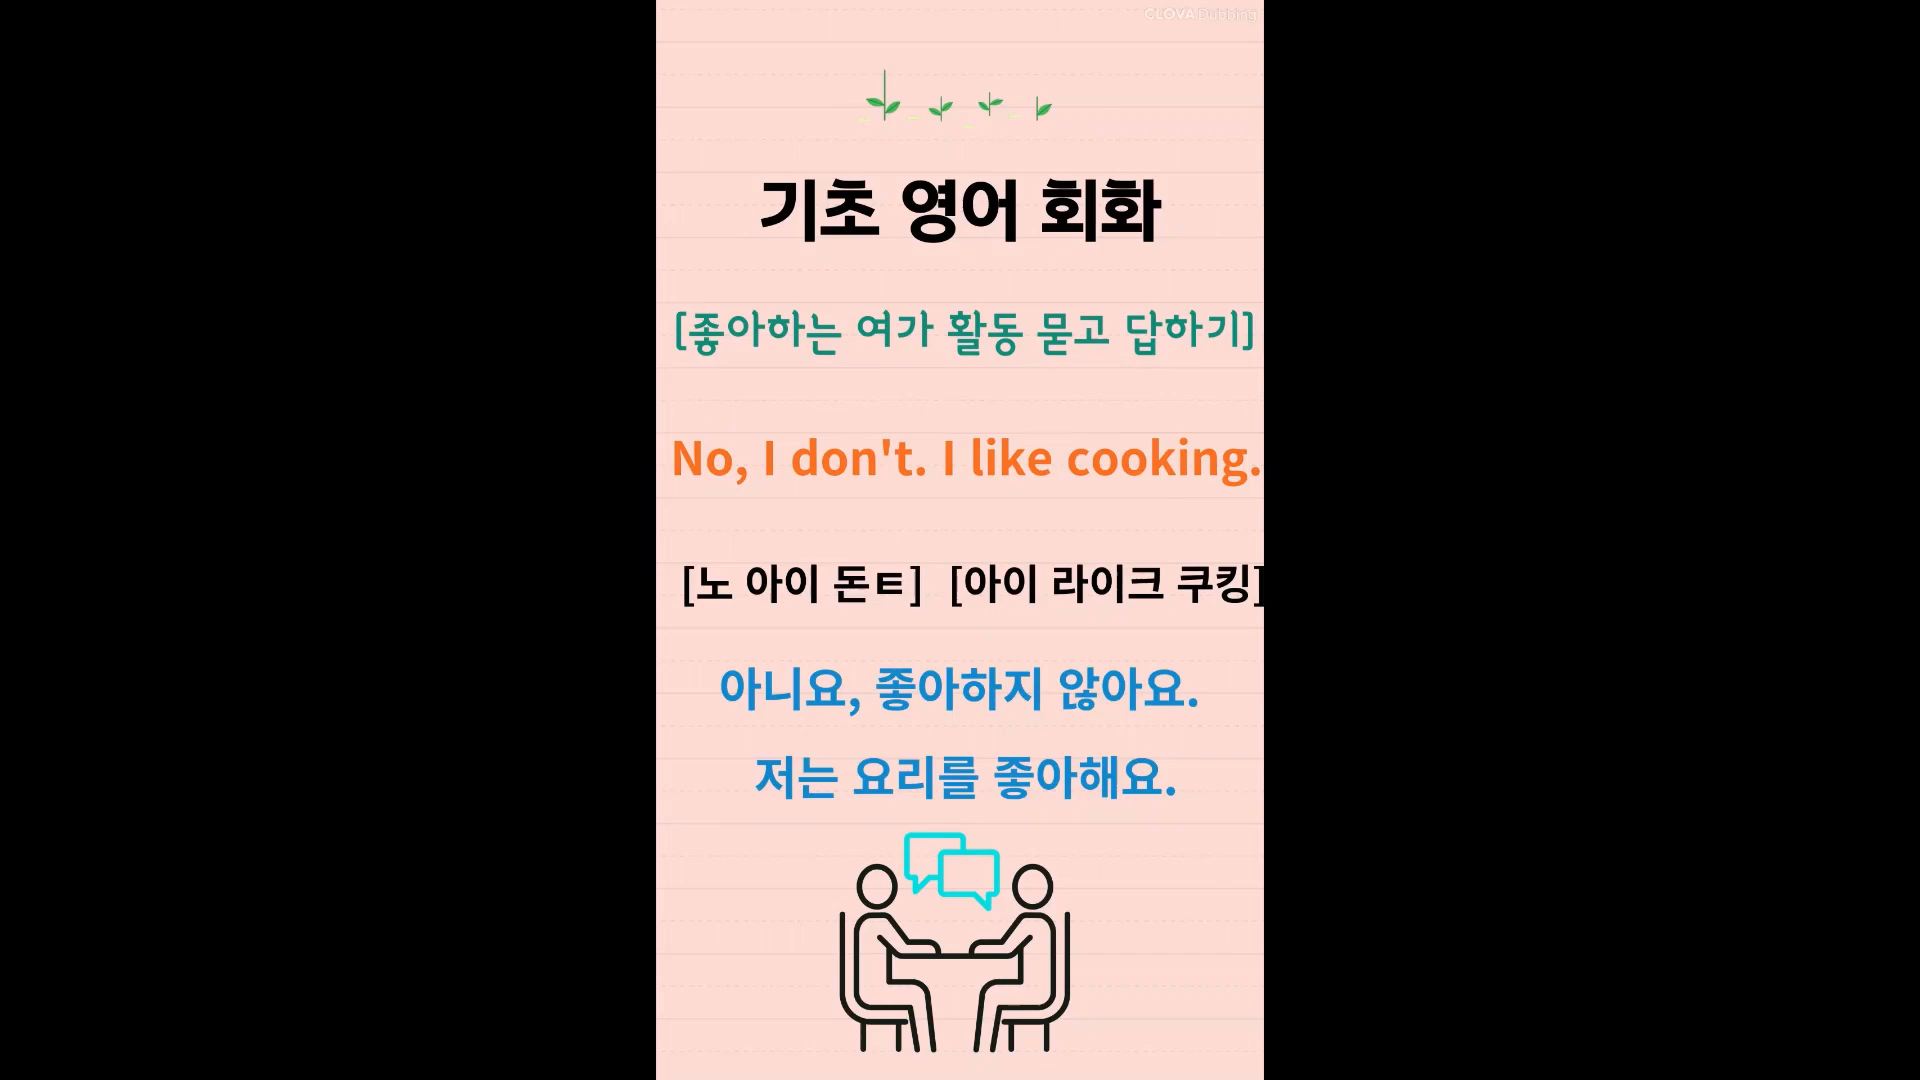 CLOVA Dubbing
기초 영어 회화
[좋아하는 여가 활동 묻고 답하기]
No, I don't. I like cooking.
[노 아이 돈ㅌ] [아이 라이크 쿠킹]
아니요, 좋아하지 않아요.
저는 요리를 좋아해요.